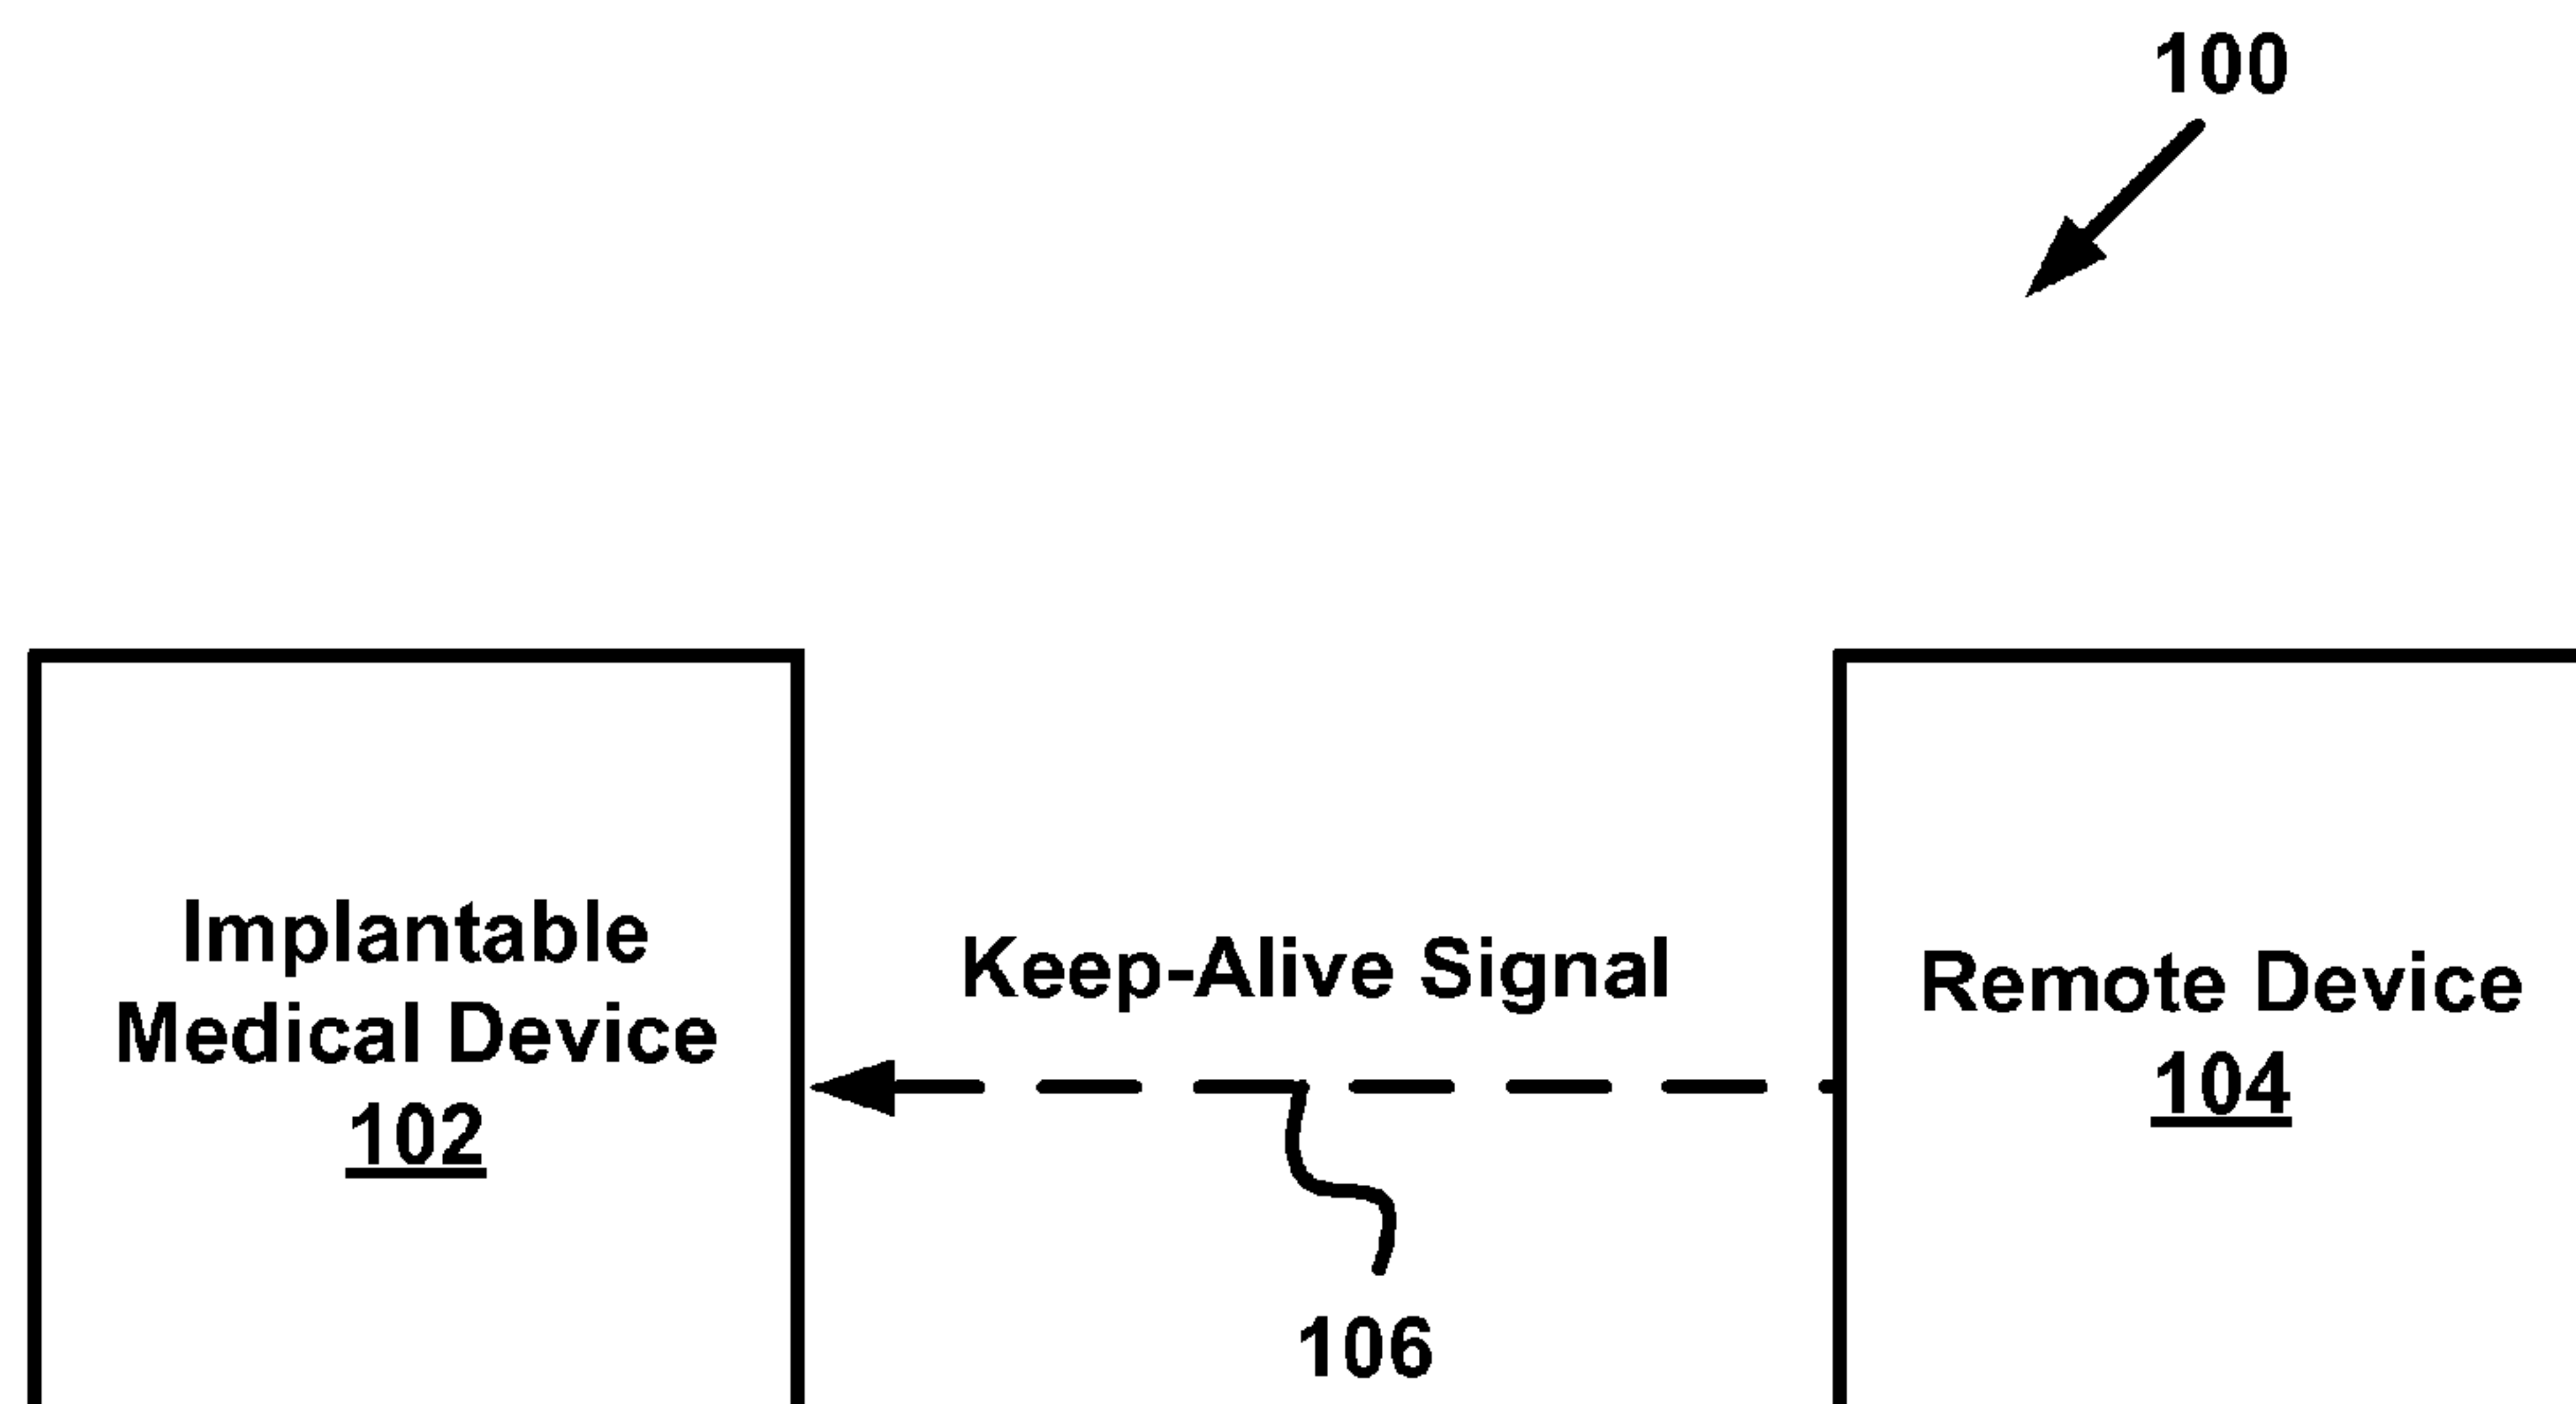 100
Implantable
Medical Device
102
Keep-Alive Signal
106
Remote Device
104